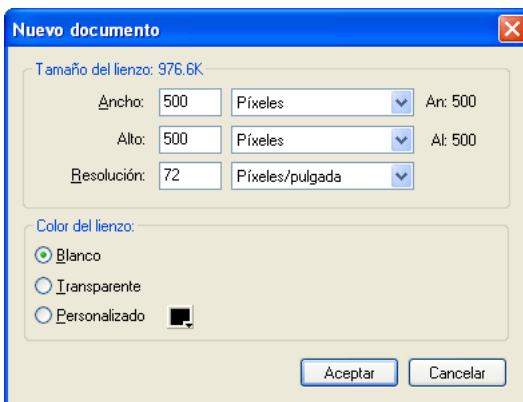 Nuevo documento
Tamaño del lienzo: 976.6K
Ancho: 500 Píxeles An: 500
Alto: 500 Píxeles Al: 500
Resolución: 72 Píxeles/pulgada
Color del lienzo:
Blanco
Transparente
Personalizado
Aceptar Cancelar